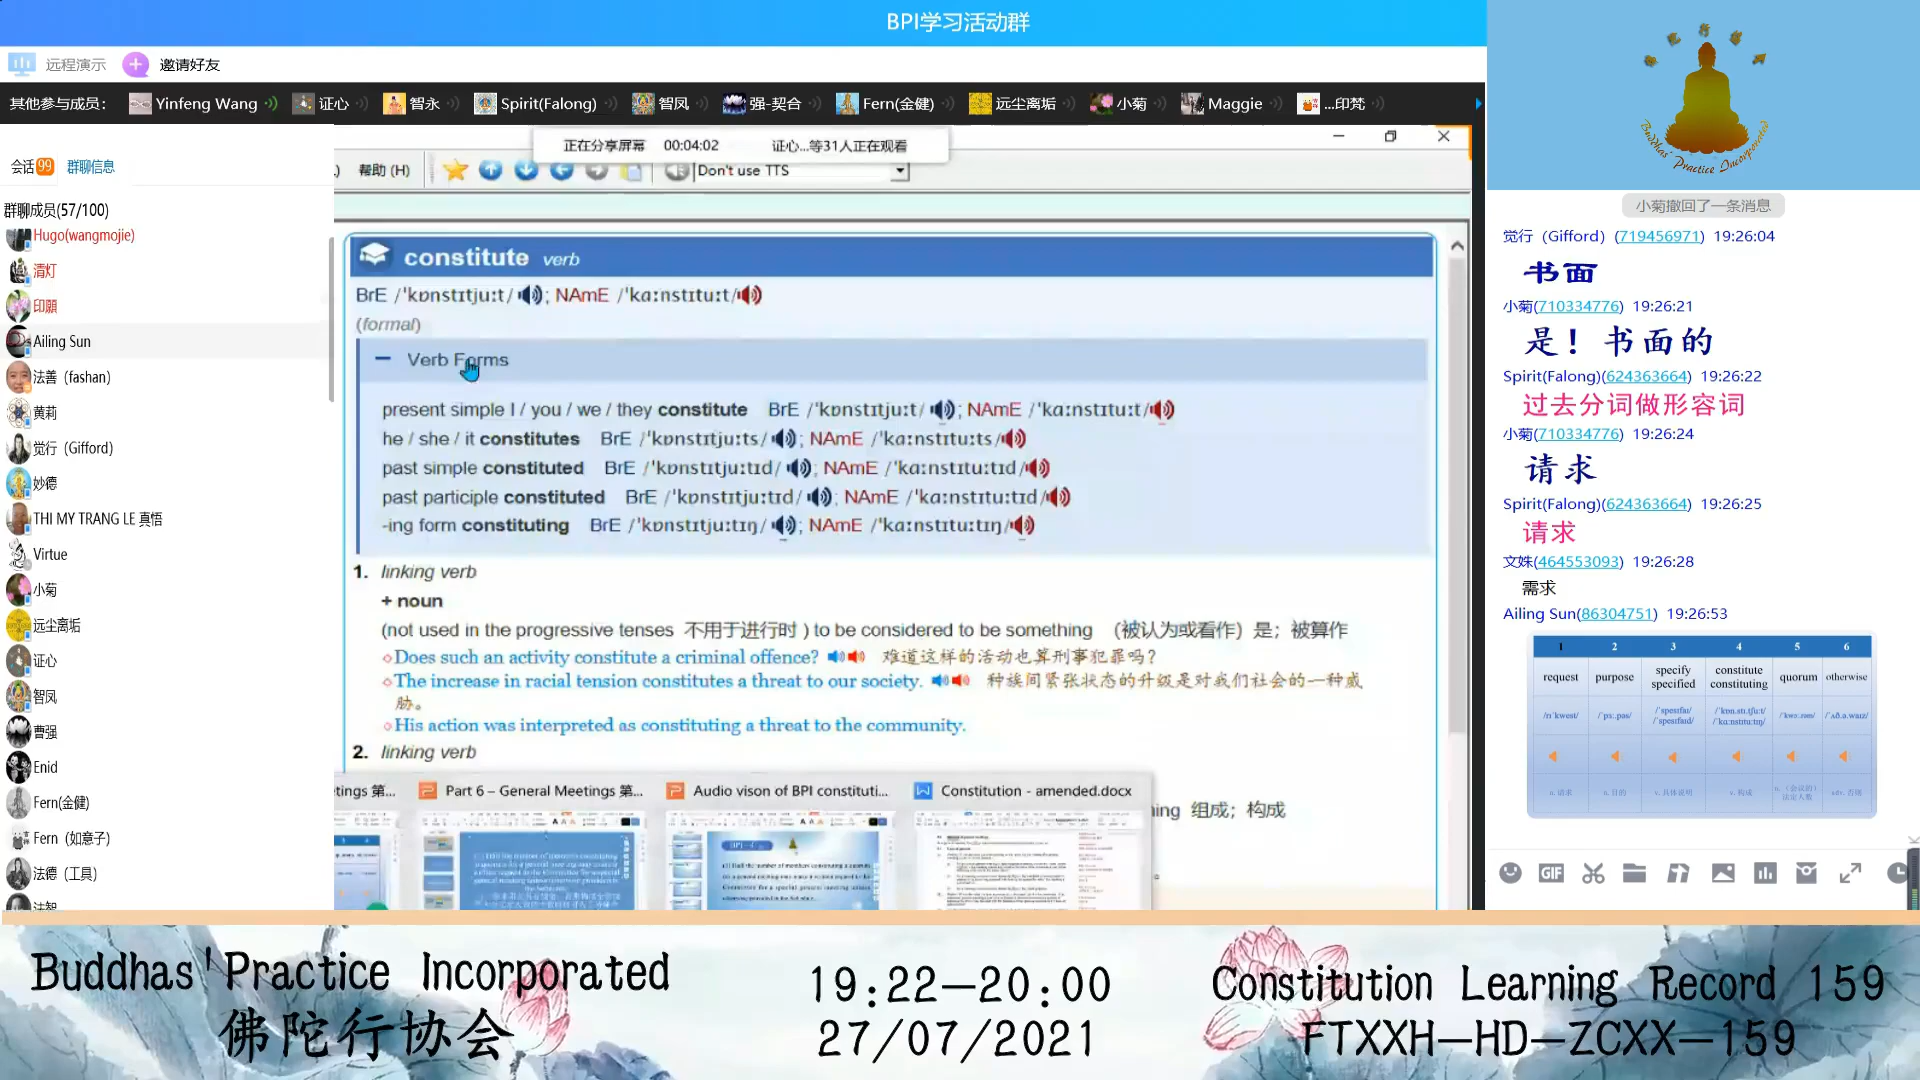 BPI学习活动群
远程演示 邀请好友
其他参与成员： Yinfeng Wang 证心 智永 Spirit(Falong) 智凤 强-契合 Fern(金健) 远尘离垢 小菊 Maggie ...印梵
正在分享屏幕 00:04:02 证心...等31人正在观看
帮助 (H) Don't use TTS
会话 99 群聊信息
群聊成员(57/100)
Hugo(wangmojie)
清灯
印願
Ailing Sun
法善（fashan）
黄莉
觉行（Gifford）
妙德
THI MY TRANG LE 真悟
Virtue
小菊
远尘离垢
证心
智凤
曹强
Enid
Fern(金健)
Fern（如意子）
法德（工具）
法智
constitute verb
BrE /ˈkɒnstɪtjuːt/ ; NAmE /ˈkɑːnstɪtuːt/
(formal)
Verb Forms
present simple I / you / we / they constitute BrE /ˈkɒnstɪtjuːt/ ; NAmE /ˈkɑːnstɪtuːt/
he / she / it constitutes BrE /ˈkɒnstɪtjuːts/ ; NAmE /ˈkɑːnstɪtuːts/
past simple constituted BrE /ˈkɒnstɪtjuːtɪd/ ; NAmE /ˈkɑːnstɪtuːtɪd/
past participle constituted BrE /ˈkɒnstɪtjuːtɪd/ ; NAmE /ˈkɑːnstɪtuːtɪd/
-ing form constituting BrE /ˈkɒnstɪtjuːtɪŋ/ ; NAmE /ˈkɑːnstɪtuːtɪŋ/
1. linking verb
+ noun
(not used in the progressive tenses 不用于进行时 ) to be considered to be something （被认为或看作）是；被算作
Does such an activity constitute a criminal offence? 难道这样的活动也算刑事犯罪吗？
The increase in racial tension constitutes a threat to our society. 种族间紧张状态的升级是对我们社会的一种威
胁。
His action was interpreted as constituting a threat to the community.
2. linking verb
etings 第... Part 6 – General Meetings 第... Audio vison of BPI constituti... Constitution - amended.docx
ing 组成；构成
Buddhas' Practice Incorporated
小菊撤回了一条消息
觉行（Gifford）(719456971) 19:26:04
书面
小菊(710334776) 19:26:21
是！书面的
Spirit(Falong)(624363664) 19:26:22
过去分词做形容词
小菊(710334776) 19:26:24
请求
Spirit(Falong)(624363664) 19:26:25
请求
文姝(464553093) 19:26:28
需求
Ailing Sun(86304751) 19:26:53
1 2 3 4 5 6
request purpose specify specified constitute constituting quorum otherwise
GIF
Buddhas' Practice Incorporated
佛陀行协会
19:22—20:00
27/07/2021
Constitution Learning Record 159
FTXXH—HD—ZCXX—159